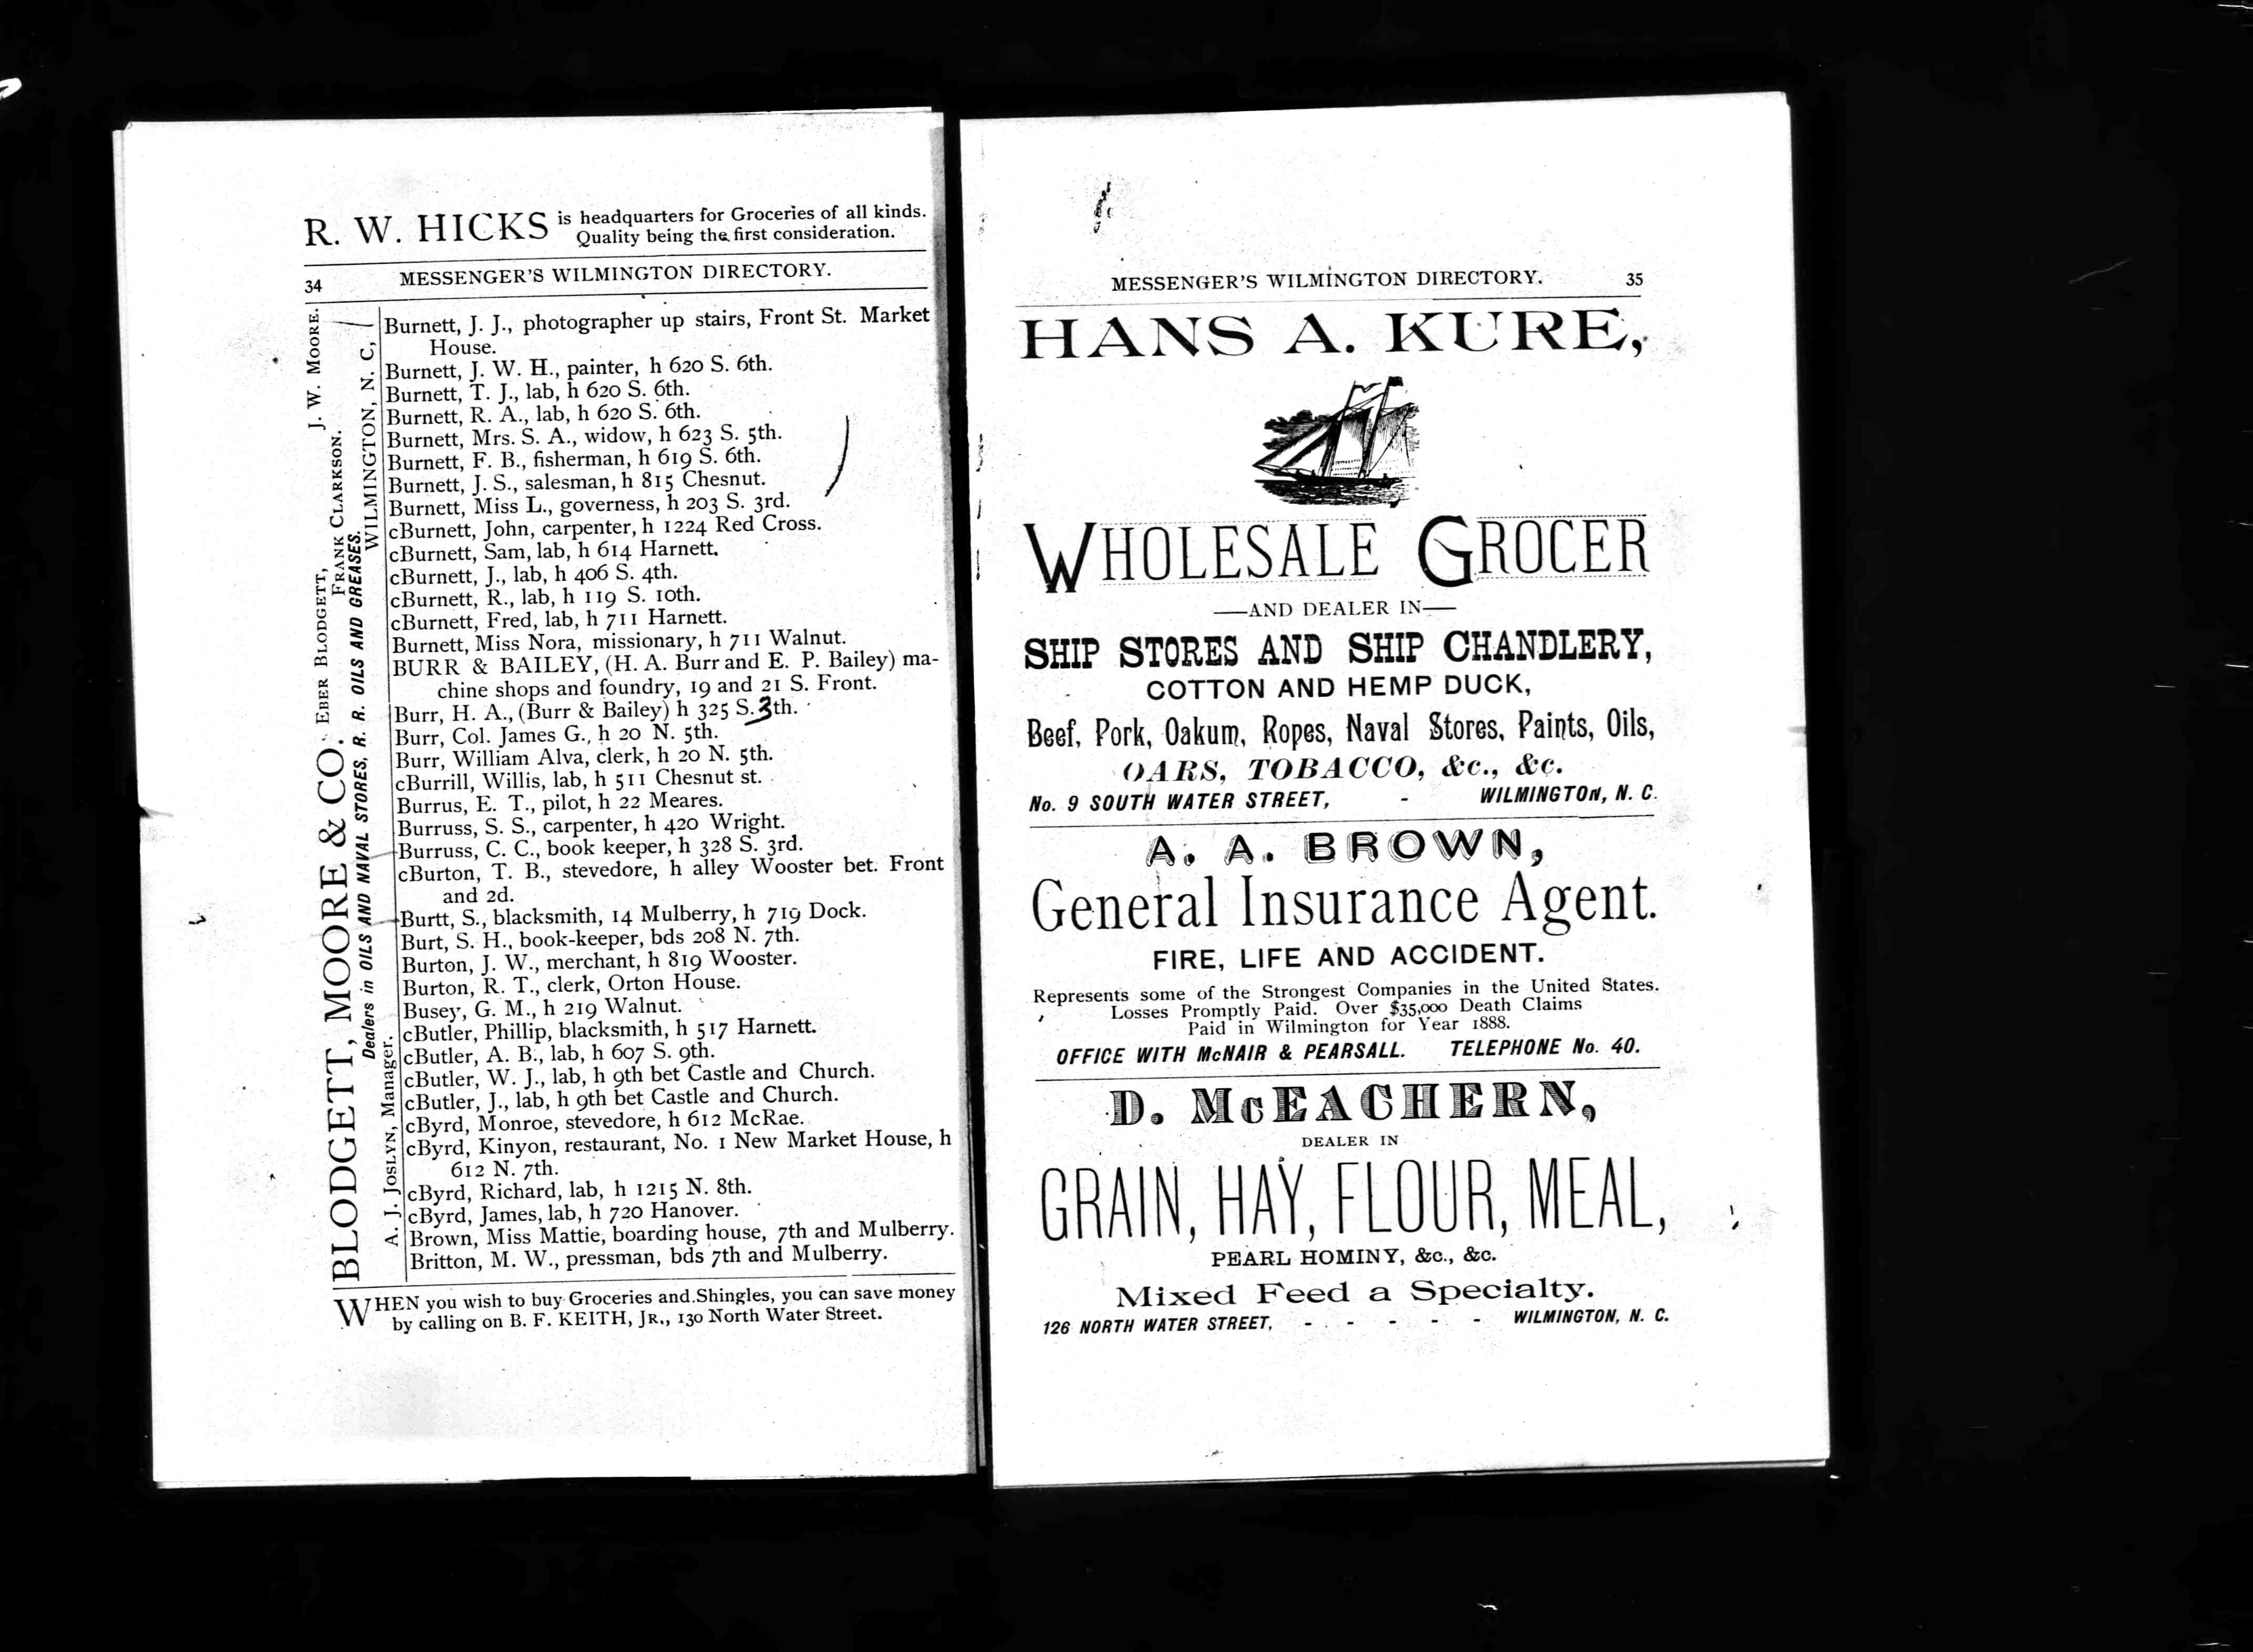 R. W. HICKS is headquarters for Groceries of all kinds.
Quality being the first consideration.
34 MESSENGER'S WILMINGTON DIRECTORY.
Burnett, J. J., photographer up stairs, Front St. Market
House.
Burnett, J. W. H., painter, h 620 S. 6th.
Burnett, T. J., lab, h 620 S. 6th.
Burnett, R. A., lab, h 620 S. 6th.
Burnett, Mrs. S. A., widow, h 623 S. 5th.
Burnett, F. B., fisherman, h 619 S. 6th.
Burnett, J. S., salesman, h 815 Chesnut.
Burnett, Miss L., governess, h 203 S. 3rd.
cBurnett, John, carpenter, h 1224 Red Cross.
cBurnett, Sam, lab, h 614 Harnett.
cBurnett, J., lab, h 406 S. 4th.
cBurnett, R., lab, h 119 S. 10th.
cBurnett, Fred, lab, h 711 Harnett.
Burnett, Miss Nora, missionary, h 711 Walnut.
BURR & BAILEY, (H. A. Burr and E. P. Bailey) ma-
chine shops and foundry, 19 and 21 S. Front.
Burr, H. A., (Burr & Bailey) h 325 S. 3th.
Burr, Col. James G., h 20 N. 5th.
Burr, William Alva, clerk, h 20 N. 5th.
cBurrill, Willis, lab, h 511 Chesnut st.
Burrus, E. T., pilot, h 22 Meares.
Burruss, S. S., carpenter, h 420 Wright.
Burruss, C. C., book keeper, h 328 S. 3rd.
cBurton, T. B., stevedore, h alley Wooster bet. Front
and 2d.
Burtt, S., blacksmith, 14 Mulberry, h 719 Dock.
Burt, S. H., book-keeper, bds 208 N. 7th.
Burton, J. W., merchant, h 819 Wooster.
Burton, R. T., clerk, Orton House.
Busey, G. M., h 219 Walnut.
cButler, Phillip, blacksmith, h 517 Harnett.
cButler, A. B., lab, h 607 S. 9th.
cButler, W. J., lab, h 9th bet Castle and Church.
cButler, J., lab, h 9th bet Castle and Church.
cByrd, Monroe, stevedore, h 612 McRae.
cByrd, Kinyon, restaurant, No. 1 New Market House, h
612 N. 7th.
cByrd, Richard, lab, h 1215 N. 8th.
cByrd, James, lab, h 720 Hanover.
Brown, Miss Mattie, boarding house, 7th and Mulberry.
Britton, M. W., pressman, bds 7th and Mulberry.
BLODGETT, MOORE & CO. EBER BLODGETT, J. W. MOORE.
FRANK CLARKSON.
Dealers in OILS AND NAVAL STORES, R. R. OILS AND GREASES.
A. J. JOSLYN, Manager. WILMINGTON, N. C,
WHEN you wish to buy Groceries and Shingles, you can save money
by calling on B. F. KEITH, JR., 130 North Water Street.
MESSENGER'S WILMINGTON DIRECTORY. 35
HANS A. KURE,
WHOLESALE GROCER
—AND DEALER IN—
SHIP STORES AND SHIP CHANDLERY,
COTTON AND HEMP DUCK,
Beef, Pork, Oakum, Ropes, Naval Stores, Paints, Oils,
OARS, TOBACCO, &c., &c.
No. 9 SOUTH WATER STREET, - WILMINGTON, N. C.
A. A. BROWN,
General Insurance Agent.
FIRE, LIFE AND ACCIDENT.
Represents some of the Strongest Companies in the United States.
Losses Promptly Paid. Over $35,000 Death Claims
Paid in Wilmington for Year 1888.
OFFICE WITH McNAIR & PEARSALL. TELEPHONE No. 40.
D. McEACHERN,
DEALER IN
GRAIN, HAY, FLOUR, MEAL,
PEARL HOMINY, &c., &c.
Mixed Feed a Specialty.
126 NORTH WATER STREET, - - - - - WILMINGTON, N. C.